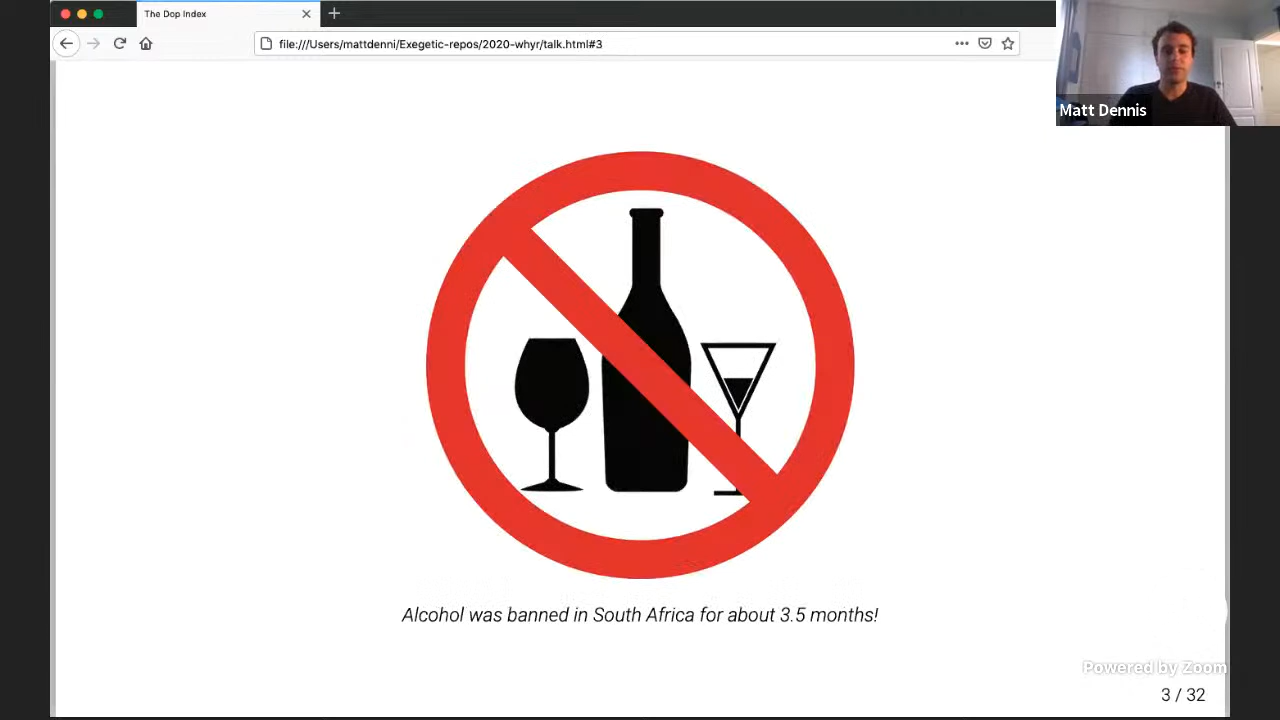 The Dop Index
file:///Users/mattdenni/Exegetic-repos/2020-whyr/talk.html#3
Matt Dennis
Alcohol was banned in South Africa for about 3.5 months!
Powered by Zoom
3 / 32